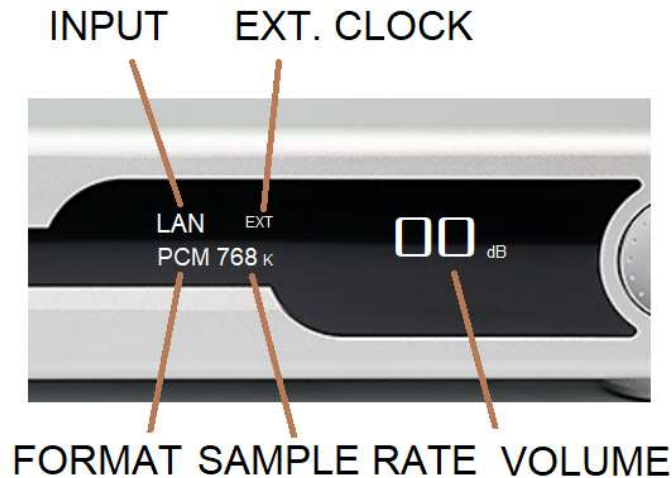 INPUT EXT. CLOCK
LAN EXT
PCM 768 K
00 dB
FORMAT SAMPLE RATE VOLUME